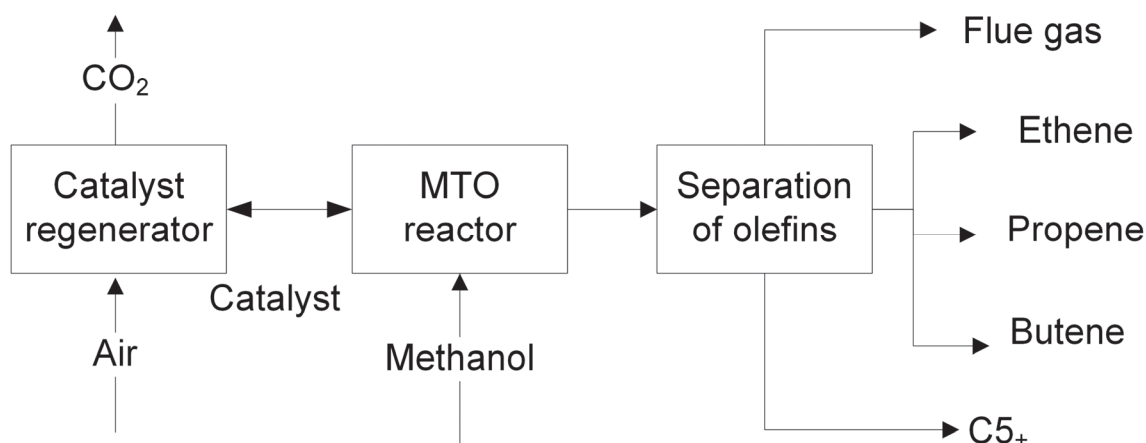 Flue gas
CO₂
Ethene
Catalyst
regenerator
MTO
reactor
Separation
of olefins
Propene
Catalyst
Air
Methanol
Butene
C5₊